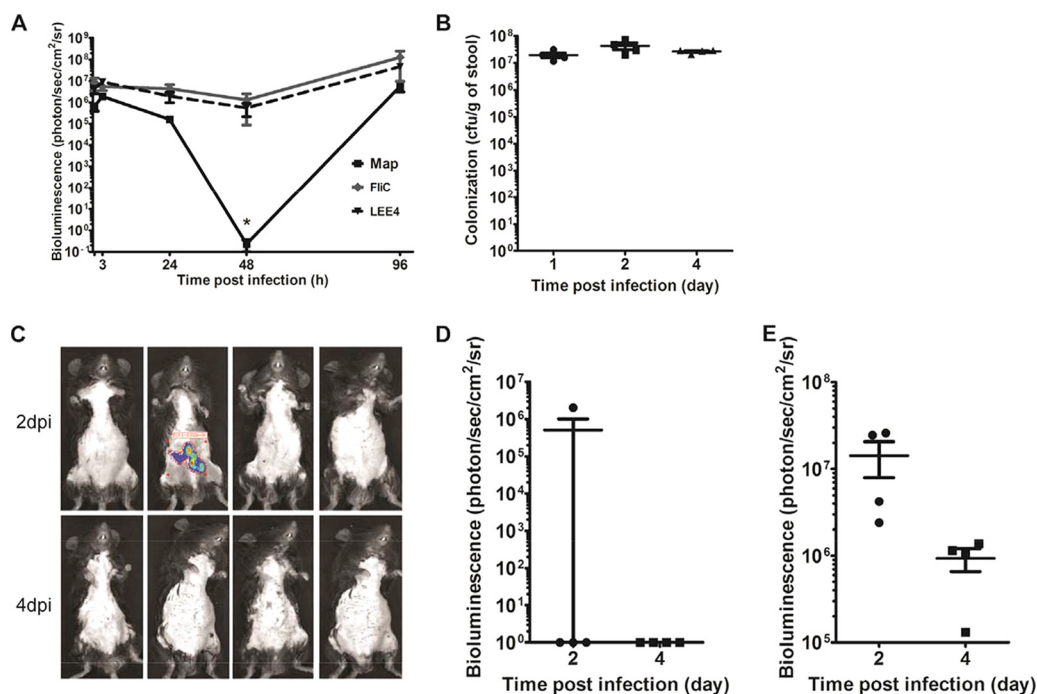 A
Bioluminescence (photon/sec/cm²/sr)
10⁹
10⁸
10⁷
10⁶
10⁵
10⁴
10³
10²
10¹
10⁰
10⁻¹
*
Map
FliC
LEE4
3
24
48
96
Time post infection (h)
B
Colonization (cfu/g of stool)
10⁸
10⁷
10⁶
10⁵
10⁴
10³
10²
10¹
10⁰
1
2
4
Time post infection (day)
C
2dpi
4dpi
D
Bioluminescence (photon/sec/cm²/sr)
10⁷
10⁶
10⁵
10⁴
10³
10²
10¹
10⁰
2
4
Time post infection (day)
E
Bioluminescence (photon/sec/cm²/sr)
10⁸
10⁷
10⁶
10⁵
2
4
Time post infection (day)